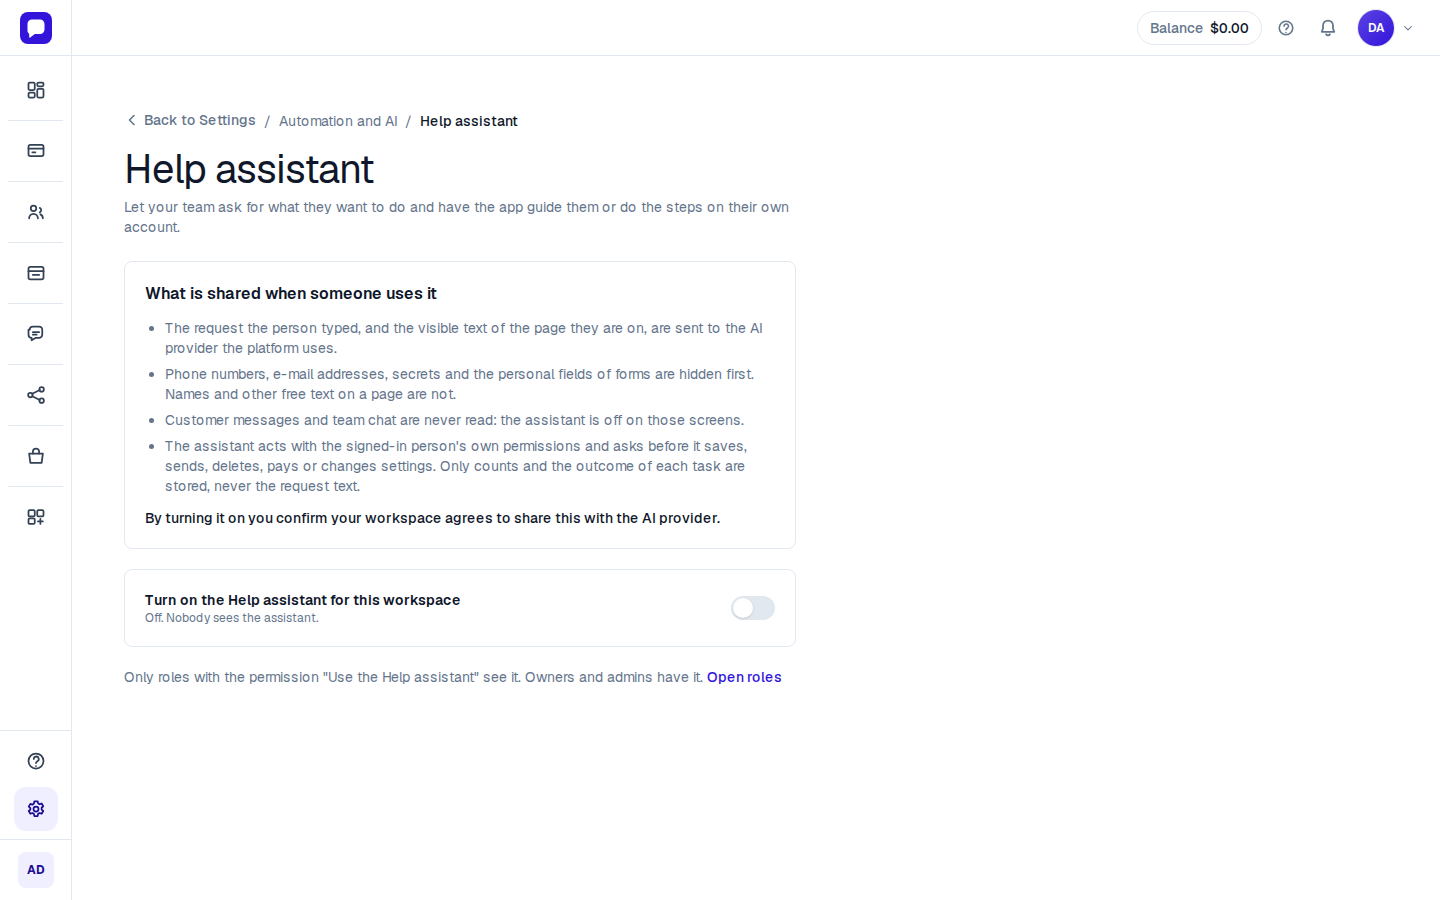 Balance $0.00
DA
Back to Settings / Automation and AI / Help assistant
Help assistant
Let your team ask for what they want to do and have the app guide them or do the steps on their own
account.
What is shared when someone uses it
The request the person typed, and the visible text of the page they are on, are sent to the AI
provider the platform uses.
Phone numbers, e-mail addresses, secrets and the personal fields of forms are hidden first.
Names and other free text on a page are not.
Customer messages and team chat are never read: the assistant is off on those screens.
The assistant acts with the signed-in person's own permissions and asks before it saves,
sends, deletes, pays or changes settings. Only counts and the outcome of each task are
stored, never the request text.
By turning it on you confirm your workspace agrees to share this with the AI provider.
Turn on the Help assistant for this workspace
Off. Nobody sees the assistant.
Only roles with the permission "Use the Help assistant" see it. Owners and admins have it. Open roles
AD